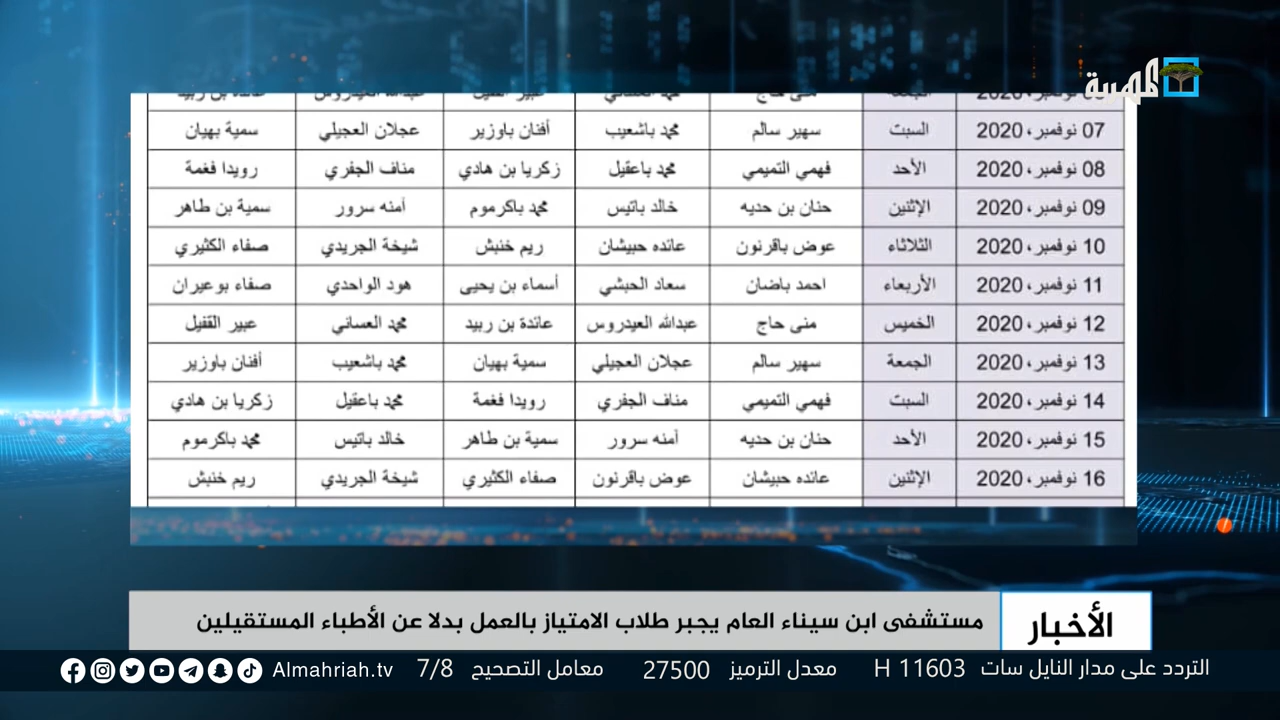 المهرية
07 نوفمبر، 2020 السبت سهير سالم محمد باشعيب أفنان باوزير عجلان العجيلي سمية بهيان
08 نوفمبر، 2020 الأحد فهمي التميمي محمد باعقيل زكريا بن هادي مناف الجفري رويدا فغمة
09 نوفمبر، 2020 الإثنين حنان بن حديه خالد باتيس محمد باكرموم آمنه سرور سمية بن طاهر
10 نوفمبر، 2020 الثلاثاء عوض باقرنون عائده حبيشان ريم خنبش شيخة الجريدي صفاء الكثيري
11 نوفمبر، 2020 الأربعاء احمد باضان سعاد الحبشي أسماء بن يحيى هود الواحدي صفاء بوعيران
12 نوفمبر، 2020 الخميس منى حاج عبدالله العيدروس عائدة بن ربيد محمد العساني عبير القفيل
13 نوفمبر، 2020 الجمعة سهير سالم عجلان العجيلي سمية بهيان محمد باشعيب أفنان باوزير
14 نوفمبر، 2020 السبت فهمي التميمي مناف الجفري رويدا فغمة محمد باعقيل زكريا بن هادي
15 نوفمبر، 2020 الأحد حنان بن حديه آمنه سرور سمية بن طاهر خالد باتيس محمد باكرموم
16 نوفمبر، 2020 الإثنين عائده حبيشان عوض باقرنون صفاء الكثيري شيخة الجريدي ريم خنبش
الأخبار
مستشفى ابن سيناء العام يجبر طلاب الامتياز بالعمل بدلا عن الأطباء المستقيلين
التردد على مدار النايل سات 11603 H معدل الترميز 27500 معامل التصحيح 7/8 Almahriah.tv